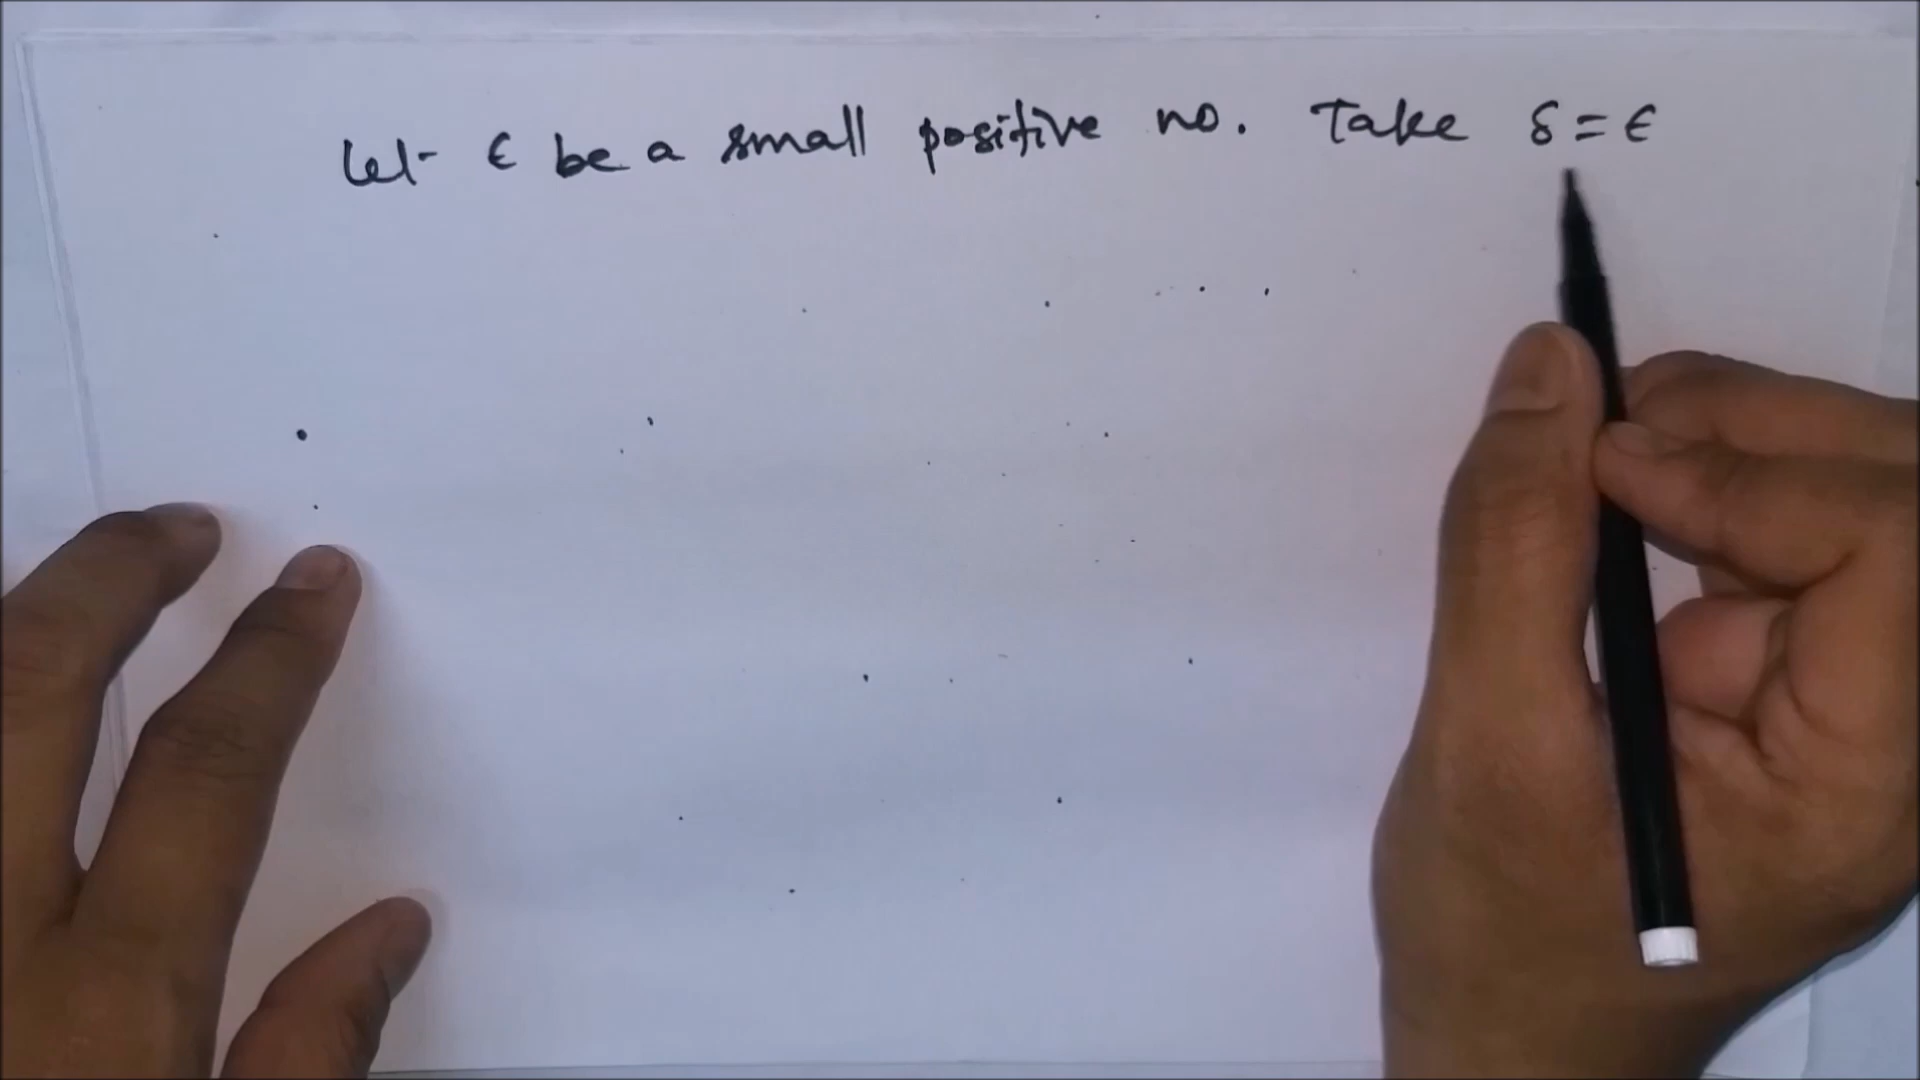 Let ϵ be a small positive no. Take δ = ϵ